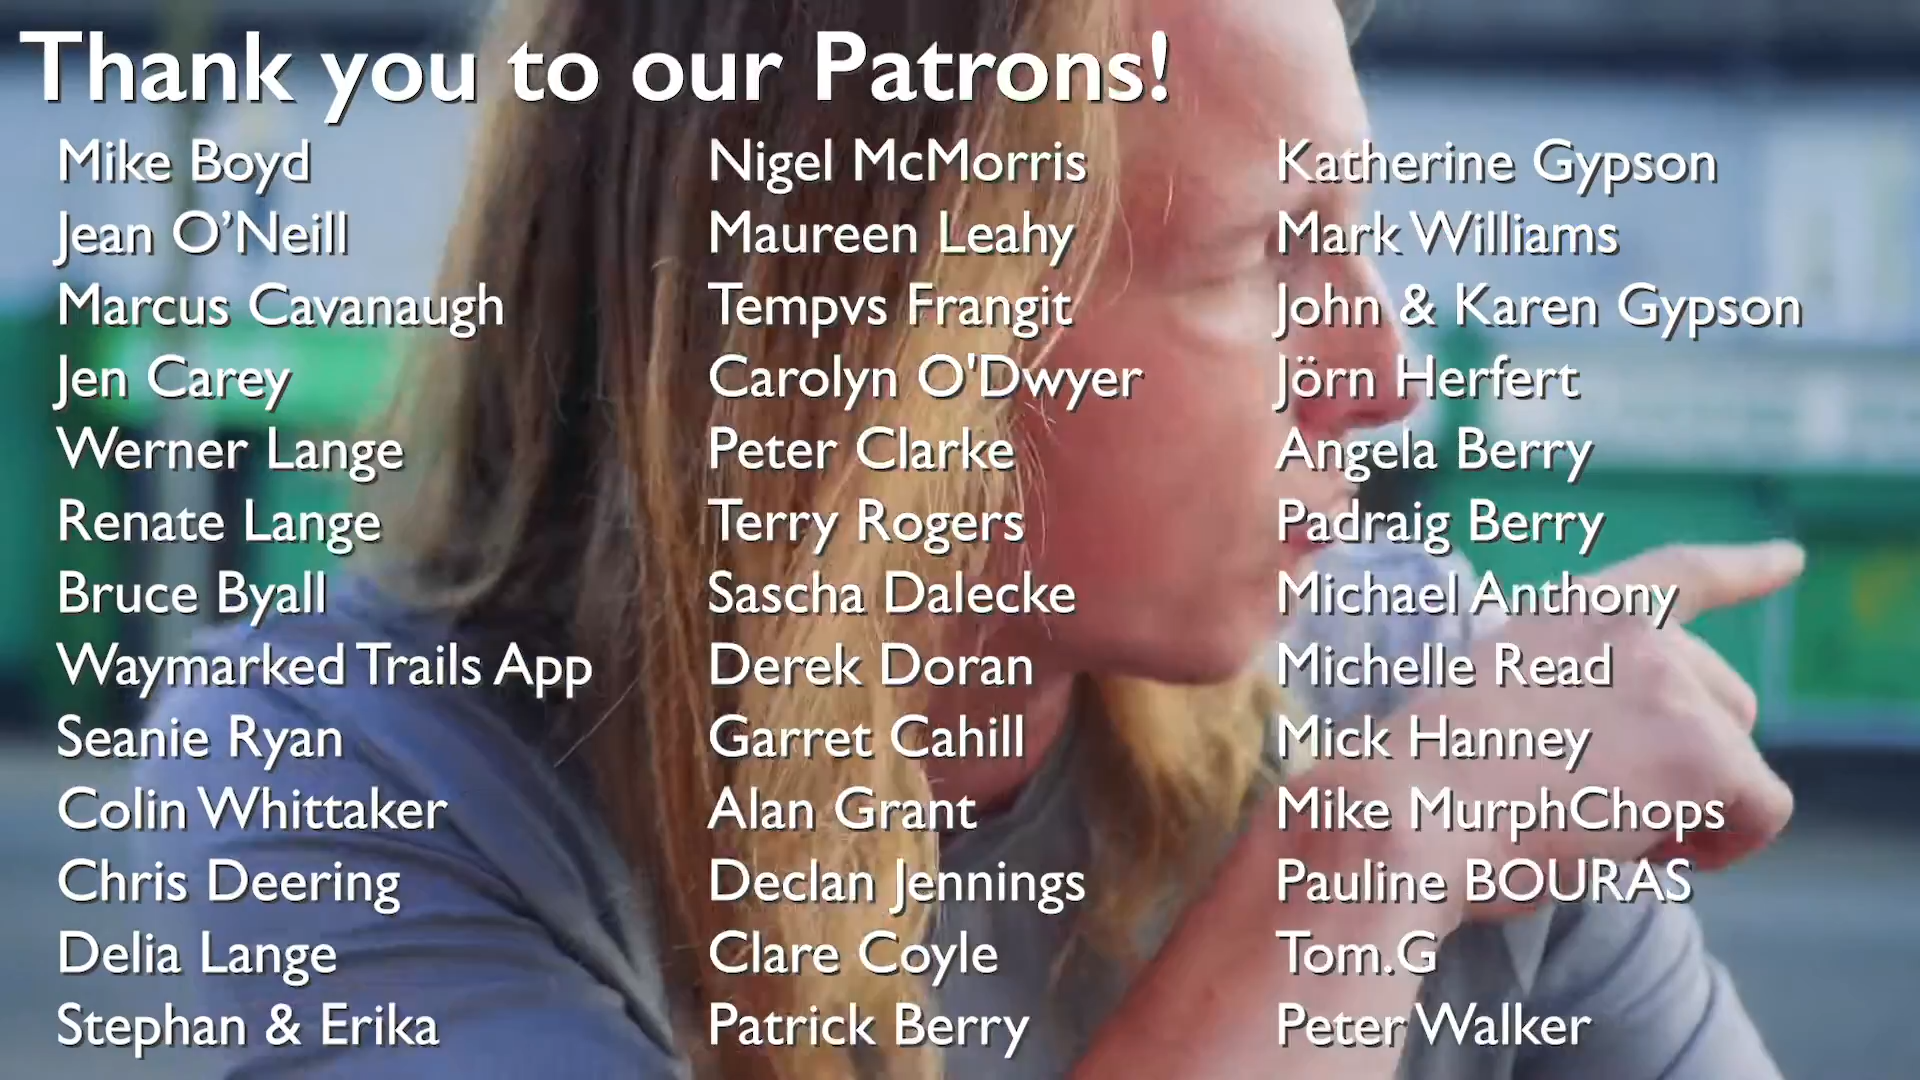 Thank you to our Patrons!
Mike Boyd
Jean O’Neill
Marcus Cavanaugh
Jen Carey
Werner Lange
Renate Lange
Bruce Byall
Waymarked Trails App
Seanie Ryan
Colin Whittaker
Chris Deering
Delia Lange
Stephan & Erika
Nigel McMorris
Maureen Leahy
Tempvs Frangit
Carolyn O'Dwyer
Peter Clarke
Terry Rogers
Sascha Dalecke
Derek Doran
Garret Cahill
Alan Grant
Declan Jennings
Clare Coyle
Patrick Berry
Katherine Gypson
Mark Williams
John & Karen Gypson
Jörn Herfert
Angela Berry
Padraig Berry
Michael Anthony
Michelle Read
Mick Hanney
Mike MurphChops
Pauline BOURAS
Tom.G
Peter Walker